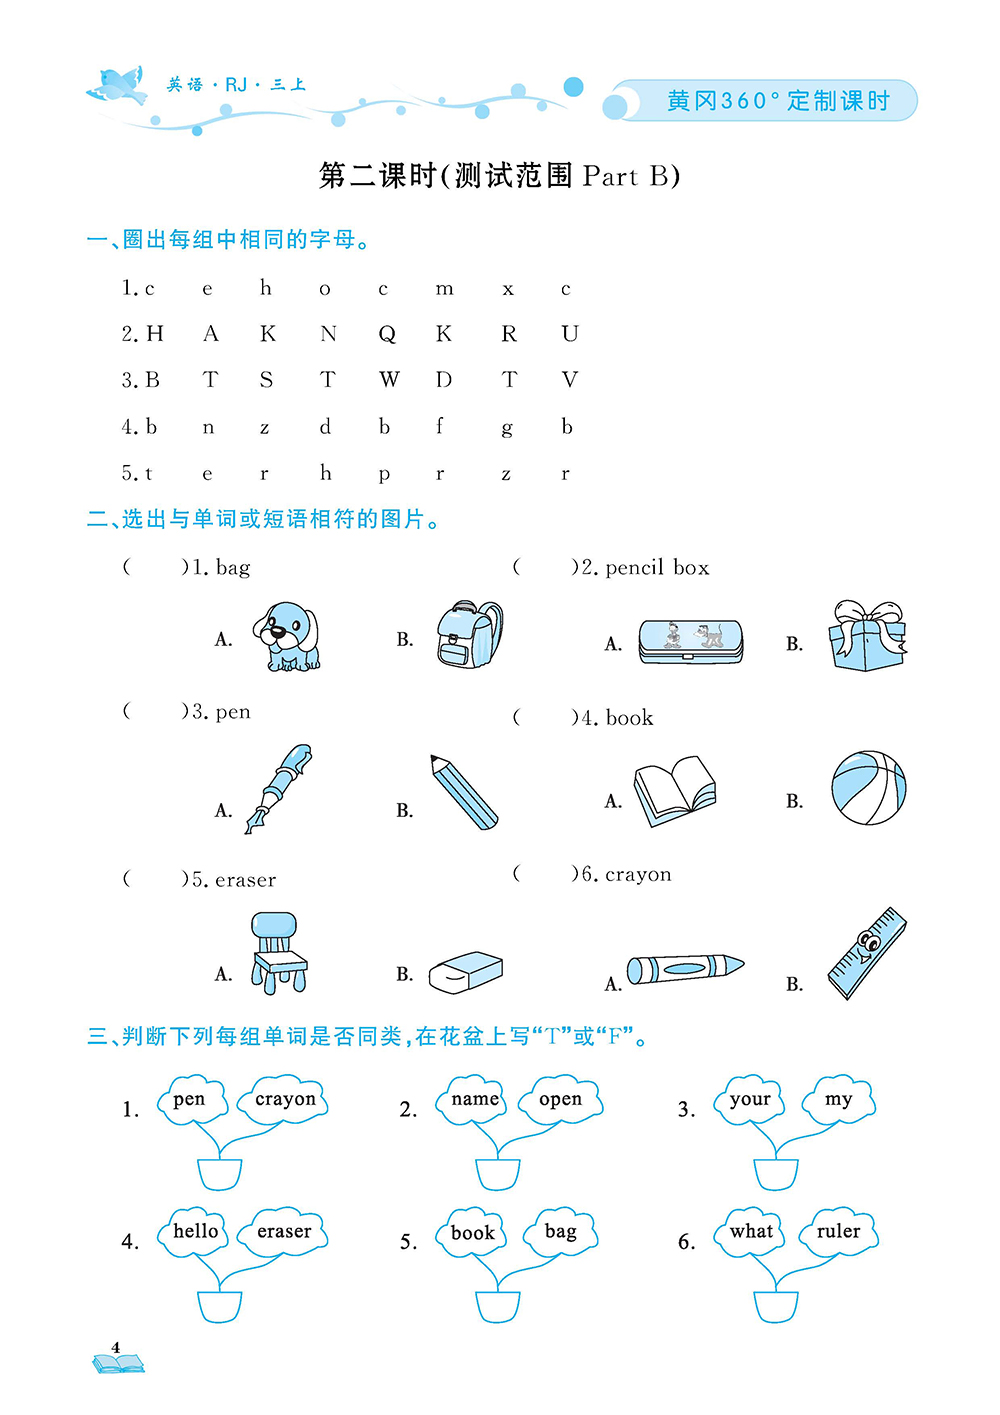 英语·RJ·三上
黄冈360°定制课时
第二课时(测试范围 Part B)
一、圈出每组中相同的字母。
1. c e h o c m x c
2. H A K N Q K R U
3. B T S T W D T V
4. b n z d b f g b
5. t e r h p r z r
二、选出与单词或短语相符的图片。
( )1. bag ( )2. pencil box
A. B. A. B.
( )3. pen ( )4. book
A. B. A. B.
( )5. eraser ( )6. crayon
A. B. A. B.
三、判断下列每组单词是否同类,在花盆上写“T”或“F”。
1. pen crayon 2. name open 3. your my
4. hello eraser 5. book bag 6. what ruler
4